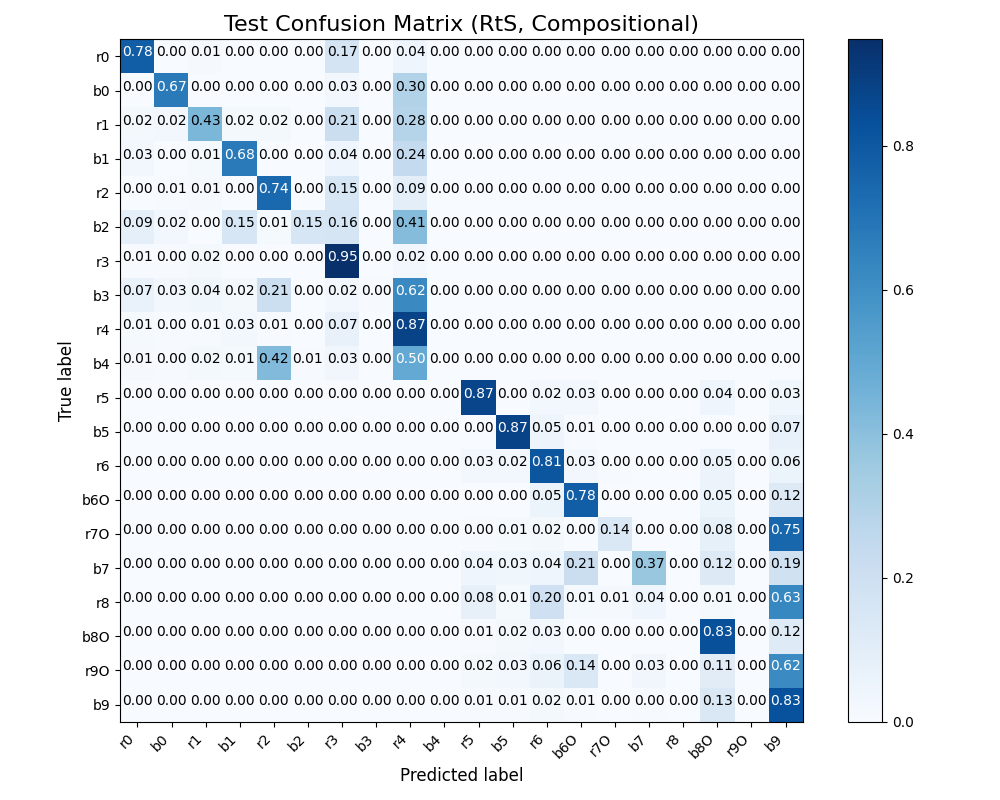 Test Confusion Matrix (RtS, Compositional)
r0 0.78 0.00 0.01 0.00 0.00 0.00 0.17 0.00 0.04 0.00 0.00 0.00 0.00 0.00 0.00 0.00 0.00 0.00 0.00 0.00
b0 0.00 0.67 0.00 0.00 0.00 0.00 0.03 0.00 0.30 0.00 0.00 0.00 0.00 0.00 0.00 0.00 0.00 0.00 0.00 0.00
r1 0.02 0.02 0.43 0.02 0.02 0.00 0.21 0.00 0.28 0.00 0.00 0.00 0.00 0.00 0.00 0.00 0.00 0.00 0.00 0.00
b1 0.03 0.00 0.01 0.68 0.00 0.00 0.04 0.00 0.24 0.00 0.00 0.00 0.00 0.00 0.00 0.00 0.00 0.00 0.00 0.00
r2 0.00 0.01 0.01 0.00 0.74 0.00 0.15 0.00 0.09 0.00 0.00 0.00 0.00 0.00 0.00 0.00 0.00 0.00 0.00 0.00
b2 0.09 0.02 0.00 0.15 0.01 0.15 0.16 0.00 0.41 0.00 0.00 0.00 0.00 0.00 0.00 0.00 0.00 0.00 0.00 0.00
r3 0.01 0.00 0.02 0.00 0.00 0.00 0.95 0.00 0.02 0.00 0.00 0.00 0.00 0.00 0.00 0.00 0.00 0.00 0.00 0.00
b3 0.07 0.03 0.04 0.02 0.21 0.00 0.02 0.00 0.62 0.00 0.00 0.00 0.00 0.00 0.00 0.00 0.00 0.00 0.00 0.00
r4 0.01 0.00 0.01 0.03 0.01 0.00 0.07 0.00 0.87 0.00 0.00 0.00 0.00 0.00 0.00 0.00 0.00 0.00 0.00 0.00
b4 0.01 0.00 0.02 0.01 0.42 0.01 0.03 0.00 0.50 0.00 0.00 0.00 0.00 0.00 0.00 0.00 0.00 0.00 0.00 0.00
r5 0.00 0.00 0.00 0.00 0.00 0.00 0.00 0.00 0.00 0.00 0.87 0.00 0.02 0.03 0.00 0.00 0.00 0.04 0.00 0.03
b5 0.00 0.00 0.00 0.00 0.00 0.00 0.00 0.00 0.00 0.00 0.00 0.87 0.05 0.01 0.00 0.00 0.00 0.00 0.00 0.07
r6 0.00 0.00 0.00 0.00 0.00 0.00 0.00 0.00 0.00 0.00 0.03 0.02 0.81 0.03 0.00 0.00 0.00 0.05 0.00 0.06
b6O 0.00 0.00 0.00 0.00 0.00 0.00 0.00 0.00 0.00 0.00 0.00 0.00 0.05 0.78 0.00 0.00 0.00 0.05 0.00 0.12
r7O 0.00 0.00 0.00 0.00 0.00 0.00 0.00 0.00 0.00 0.00 0.00 0.01 0.02 0.00 0.14 0.00 0.00 0.08 0.00 0.75
b7 0.00 0.00 0.00 0.00 0.00 0.00 0.00 0.00 0.00 0.00 0.04 0.03 0.04 0.21 0.00 0.37 0.00 0.12 0.00 0.19
r8 0.00 0.00 0.00 0.00 0.00 0.00 0.00 0.00 0.00 0.00 0.08 0.01 0.20 0.01 0.01 0.04 0.00 0.01 0.00 0.63
b8O 0.00 0.00 0.00 0.00 0.00 0.00 0.00 0.00 0.00 0.00 0.01 0.02 0.03 0.00 0.00 0.00 0.00 0.83 0.00 0.12
r9O 0.00 0.00 0.00 0.00 0.00 0.00 0.00 0.00 0.00 0.00 0.02 0.03 0.06 0.14 0.00 0.03 0.00 0.11 0.00 0.62
b9 0.00 0.00 0.00 0.00 0.00 0.00 0.00 0.00 0.00 0.00 0.01 0.01 0.02 0.01 0.00 0.00 0.00 0.13 0.00 0.83
r0 b0 r1 b1 r2 b2 r3 b3 r4 b4 r5 b5 r6 b6O r7O b7 r8 b8O r9O b9
Predicted label
True label
0.8
0.6
0.4
0.2
0.0